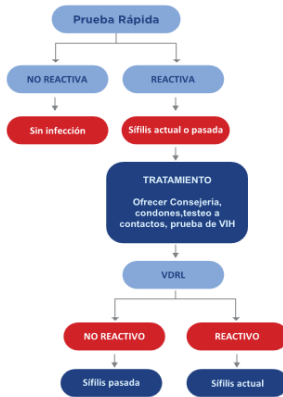 Prueba Rápida
NO REACTIVA
REACTIVA
Sin infección
Sífilis actual o pasada
TRATAMIENTO
Ofrecer Consejeria,
condones,testeo a
contactos, prueba de VIH
VDRL
NO REACTIVO
REACTIVO
Sífilis pasada
Sífilis actual